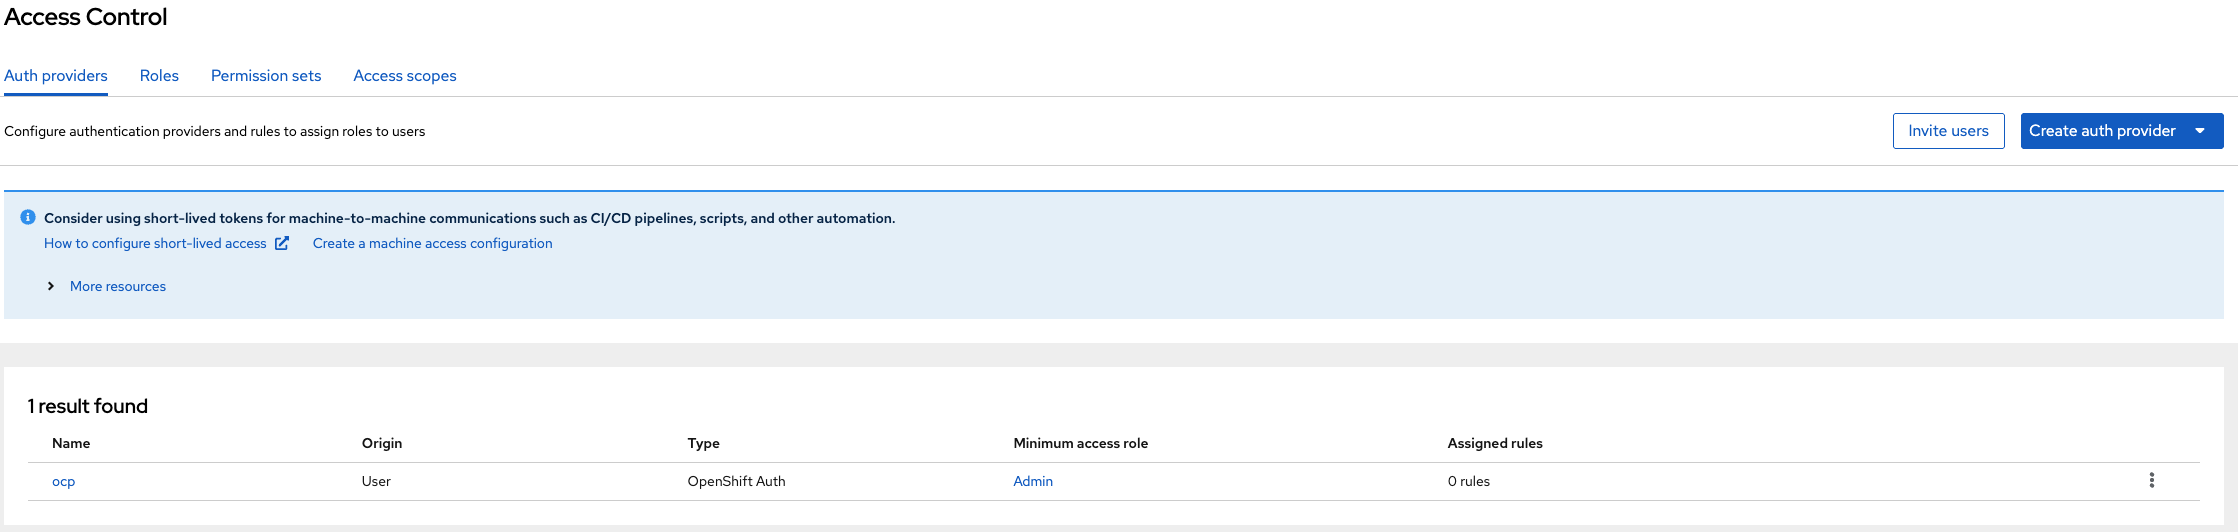 Access Control
Auth providers Roles Permission sets Access scopes
Configure authentication providers and rules to assign roles to users Invite users Create auth provider
Consider using short-lived tokens for machine-to-machine communications such as CI/CD pipelines, scripts, and other automation.
How to configure short-lived access Create a machine access configuration
More resources
1 result found
Name Origin Type Minimum access role Assigned rules
ocp User OpenShift Auth Admin 0 rules